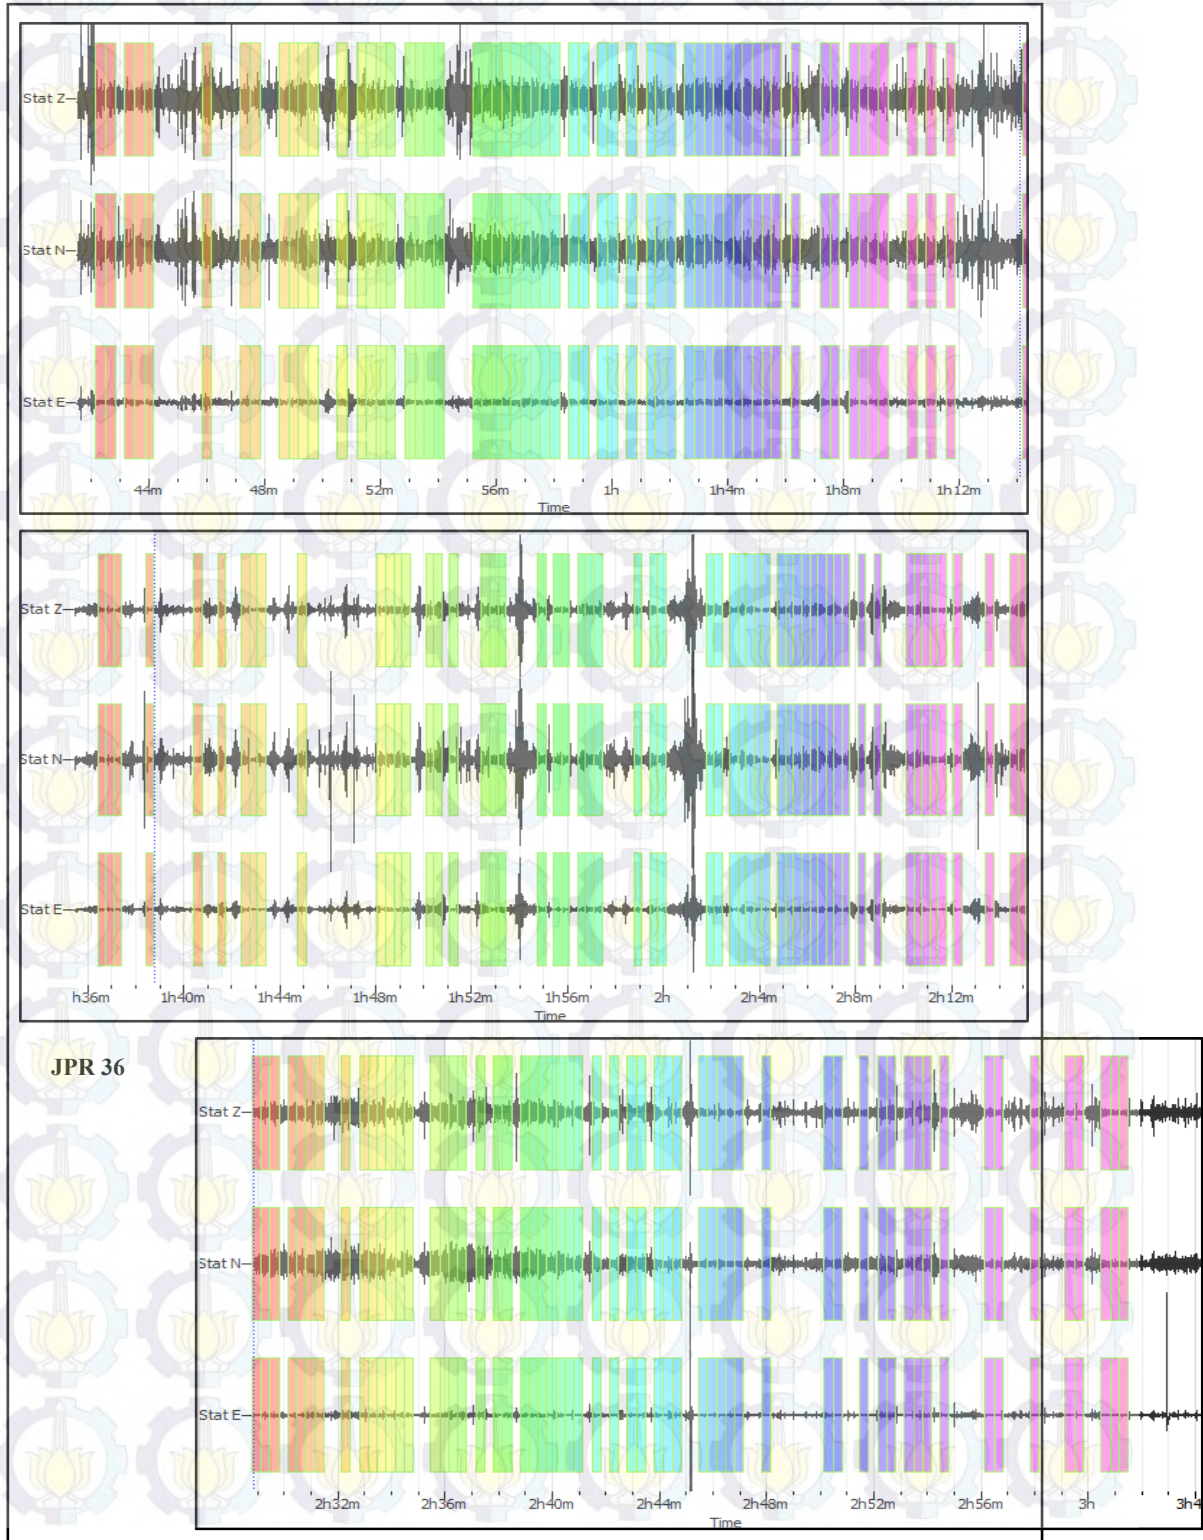 Stat Z
Stat N
Stat E
44m 48m 52m 56m 1h 1h4m 1h8m 1h12m
Time
Stat Z
Stat N
Stat E
h36m 1h40m 1h44m 1h48m 1h52m 1h56m 2h 2h4m 2h8m 2h12m
Time
JPR 36
Stat Z
Stat N
Stat E
2h32m 2h36m 2h40m 2h44m 2h48m 2h52m 2h56m 3h 3h4
Time